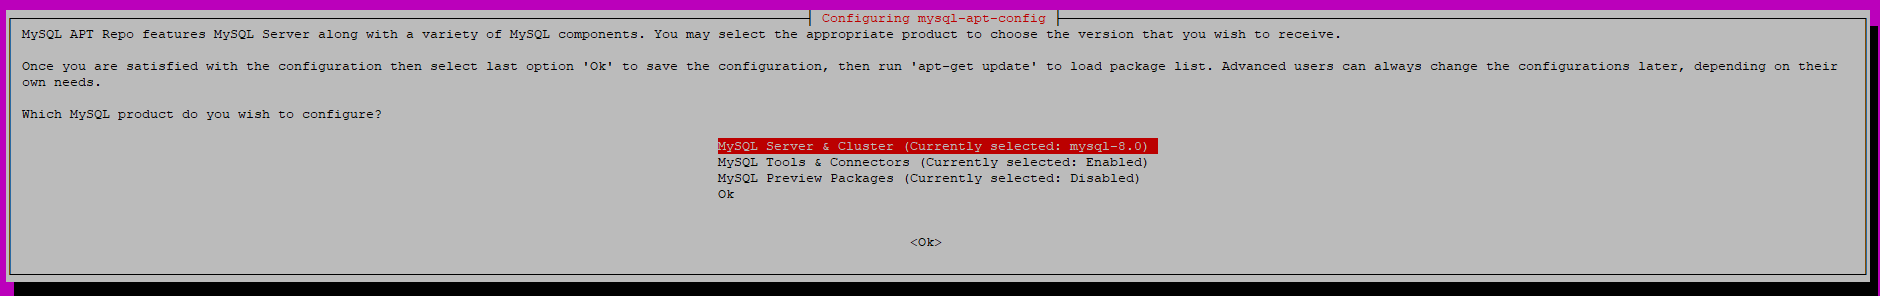 Configuring mysql-apt-config
MySQL APT Repo features MySQL Server along with a variety of MySQL components. You may select the appropriate product to choose the version that you wish to receive.
Once you are satisfied with the configuration then select last option 'Ok' to save the configuration, then run 'apt-get update' to load package list. Advanced users can always change the configurations later, depending on their
own needs.
Which MySQL product do you wish to configure?
MySQL Server & Cluster (Currently selected: mysql-8.0)
MySQL Tools & Connectors (Currently selected: Enabled)
MySQL Preview Packages (Currently selected: Disabled)
Ok
<Ok>